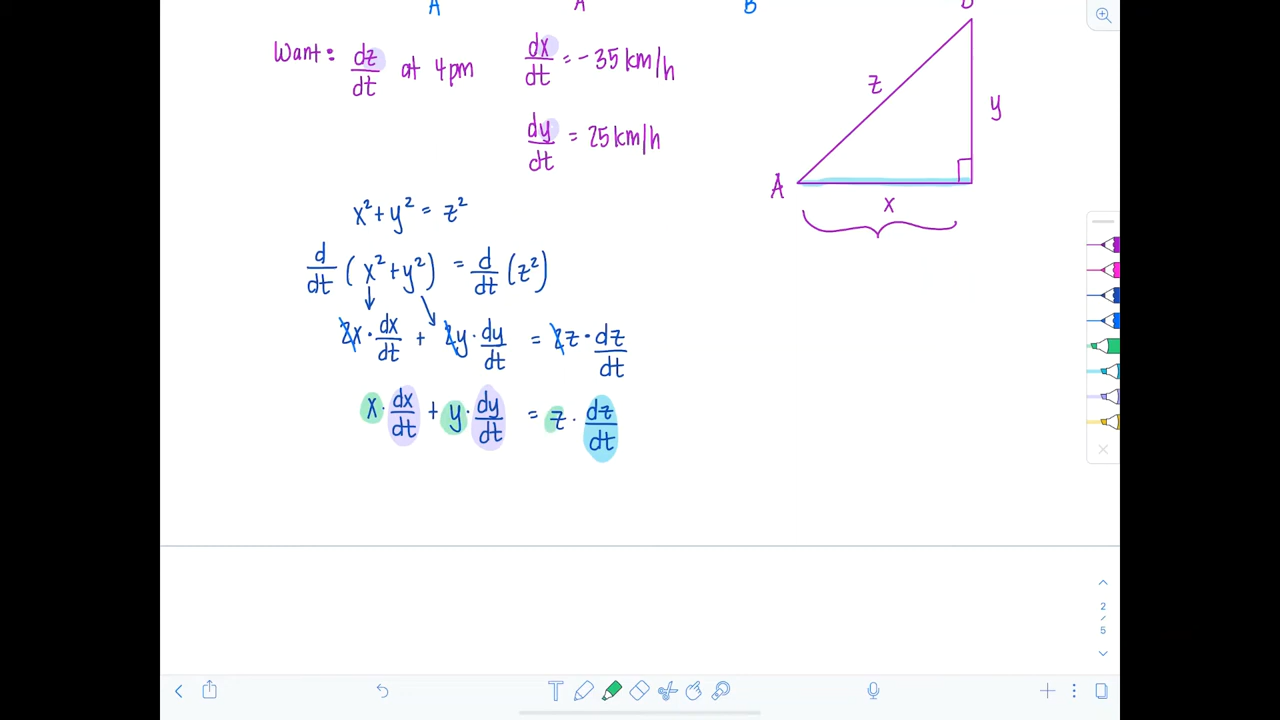 A A B
B
Want: dz/dt at 4pm dx/dt = -35 km/h
dy/dt = 25 km/h
z
y
A
x
x² + y² = z²
d/dt (x² + y²) = d/dt (z²)
2x · dx/dt + 2y · dy/dt = 2z · dz/dt
x · dx/dt + y · dy/dt = z · dz/dt
2
/
5
T